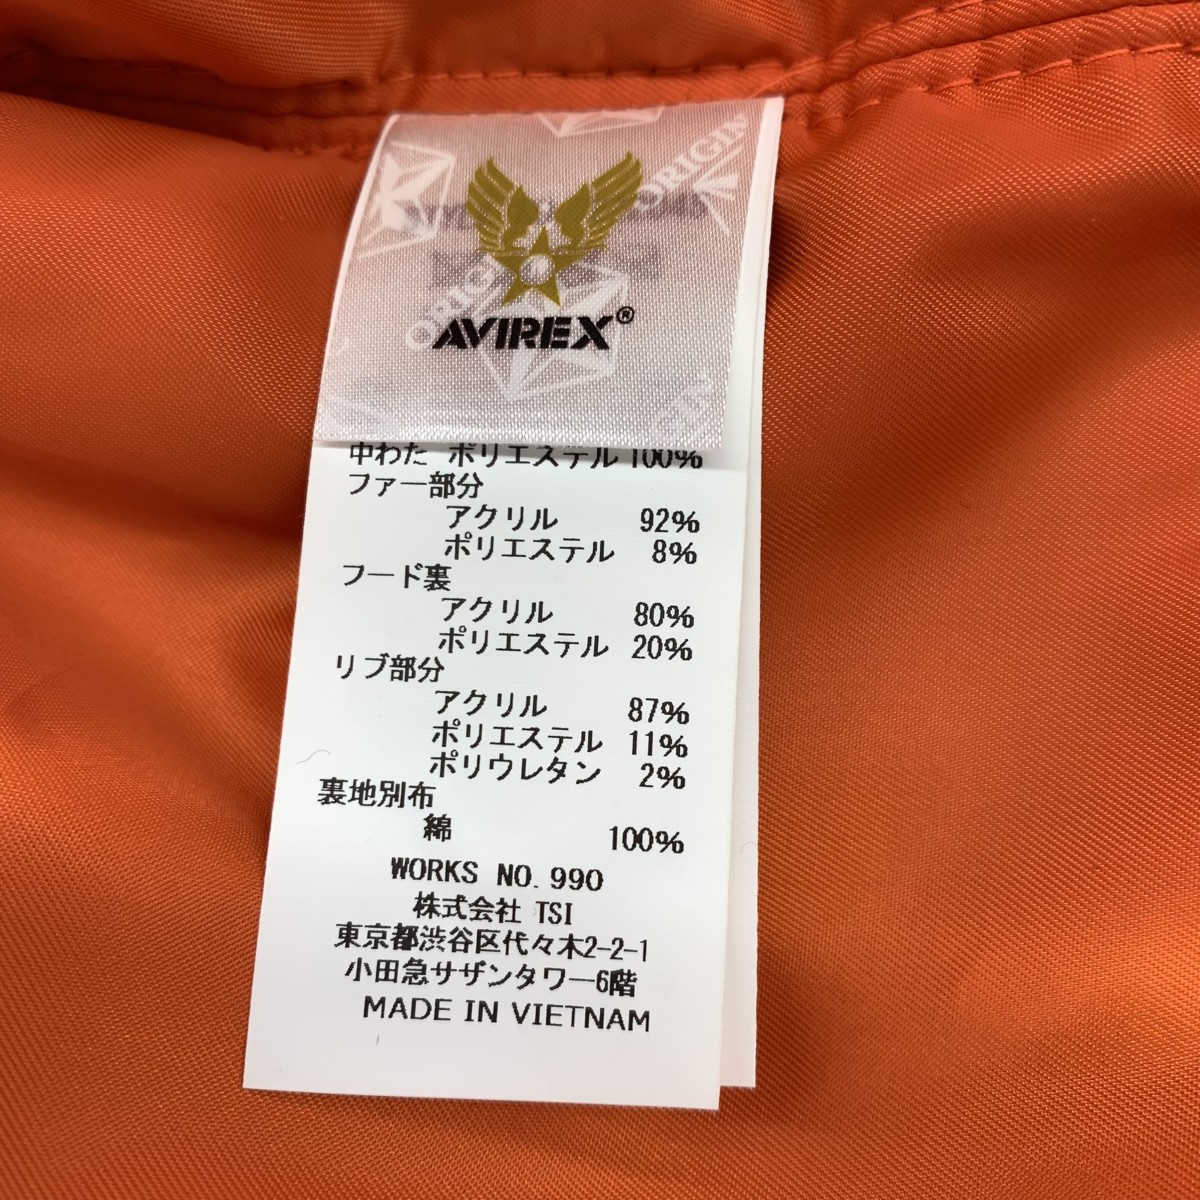 ORIGIN
ORIGI
AVIREX®
GIN
中わた ポリエステル 100%
ファー部分
アクリル 92%
ポリエステル 8%
フード裏
アクリル 80%
ポリエステル 20%
リブ部分
アクリル 87%
ポリエステル 11%
ポリウレタン 2%
裏地別布
綿 100%
WORKS NO. 990
株式会社 TSI
東京都渋谷区代々木2-2-1
小田急サザンタワー6階
MADE IN VIETNAM